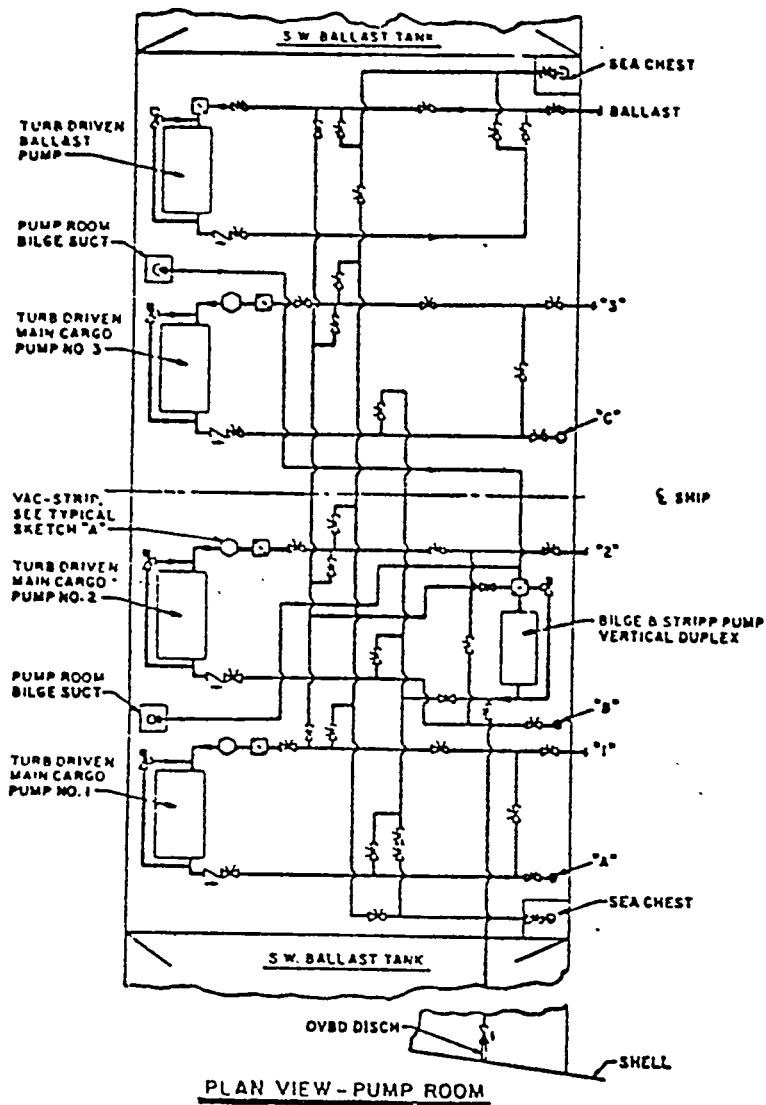 S.W. BALLAST TANK
SEA CHEST
BALLAST
TURB DRIVEN
BALLAST
PUMP
PUMP ROOM
BILGE SUCT
"3"
TURB DRIVEN
MAIN CARGO
PUMP NO. 3
"C"
VAC-STRIP.
SEE TYPICAL
SKETCH "A"
℄ SHIP
"2"
TURB DRIVEN
MAIN CARGO
PUMP NO. 2
BILGE & STRIPP PUMP
VERTICAL DUPLEX
PUMP ROOM
BILGE SUCT
"B"
"1"
TURB DRIVEN
MAIN CARGO
PUMP NO. 1
"A"
SEA CHEST
S.W. BALLAST TANK
OVBD DISCH
SHELL
PLAN VIEW-PUMP ROOM